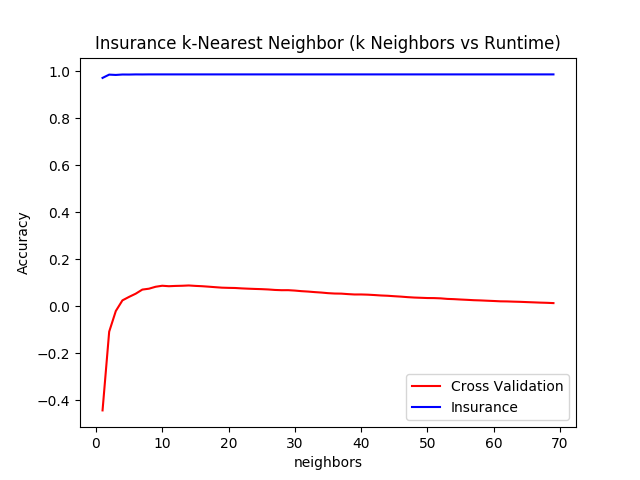 Insurance k-Nearest Neighbor (k Neighbors vs Runtime)
1.0
0.8
0.6
0.4
0.2
0.0
−0.2
−0.4
Accuracy
0 10 20 30 40 50 60 70
neighbors
Cross Validation
Insurance